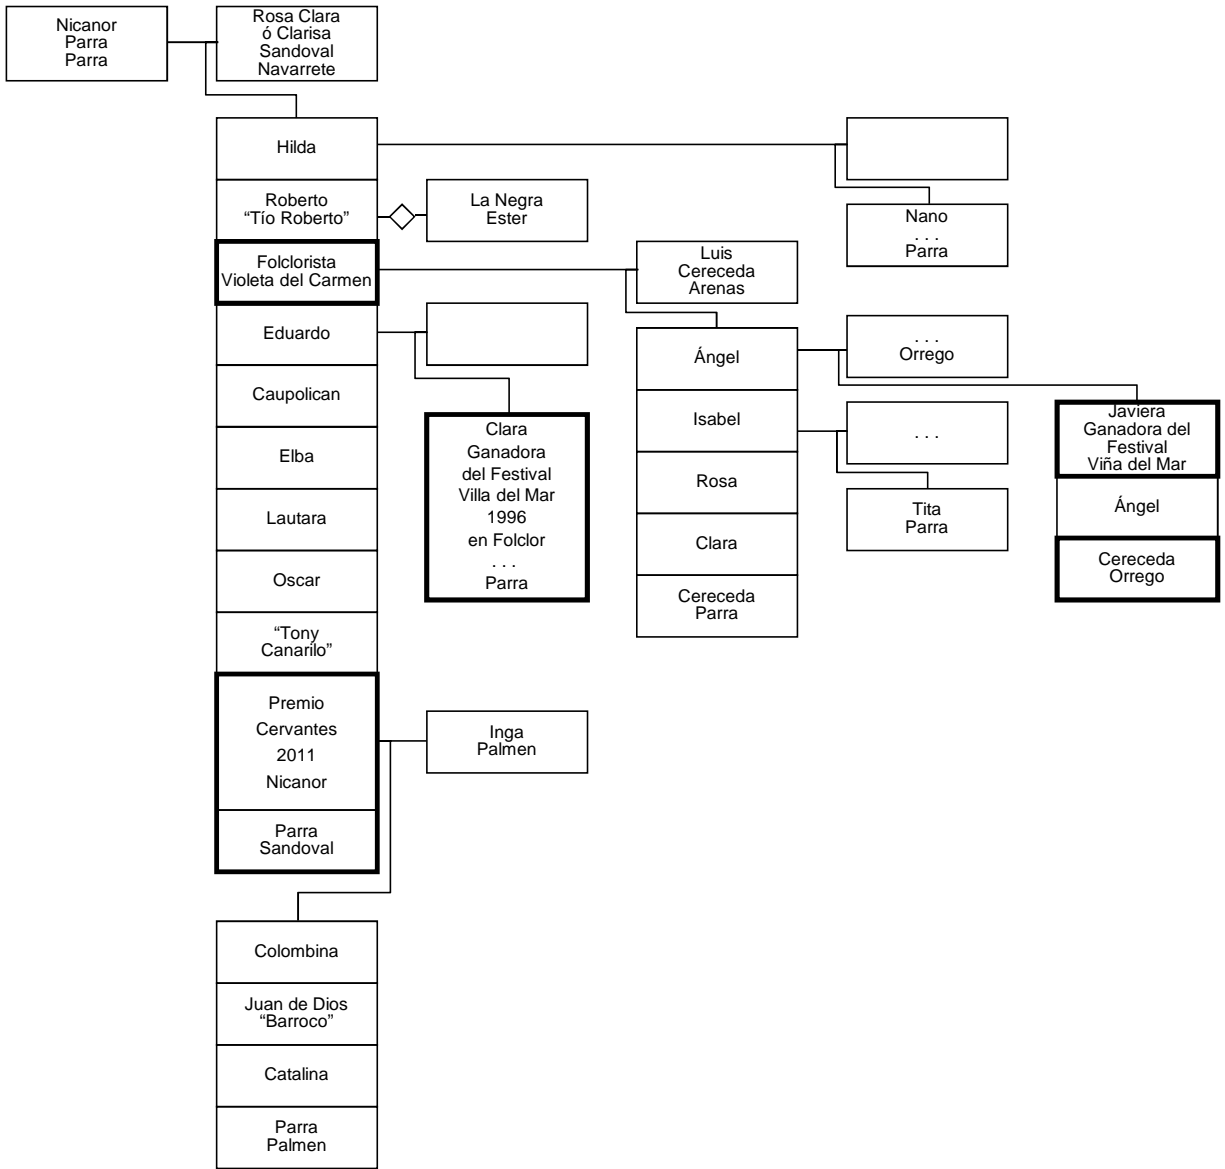 Nicanor
Parra
Parra
Rosa Clara
ó Clarisa
Sandoval
Navarrete
Hilda
Roberto
“Tío Roberto”
La Negra
Ester
Nano
. . .
Parra
Folclorista
Violeta del Carmen
Luis
Cereceda
Arenas
Eduardo
Caupolican
Elba
Lautara
Oscar
“Tony
Canarilo”
Clara
Ganadora
del Festival
Villa del Mar
1996
en Folclor
. . .
Parra
Ángel
Isabel
Rosa
Clara
Cereceda
Parra
. . .
Orrego
. . .
Tita
Parra
Javiera
Ganadora del
Festival
Viña del Mar
Ángel
Cereceda
Orrego
Premio
Cervantes
2011
Nicanor
Parra
Sandoval
Inga
Palmen
Colombina
Juan de Dios
“Barroco”
Catalina
Parra
Palmen